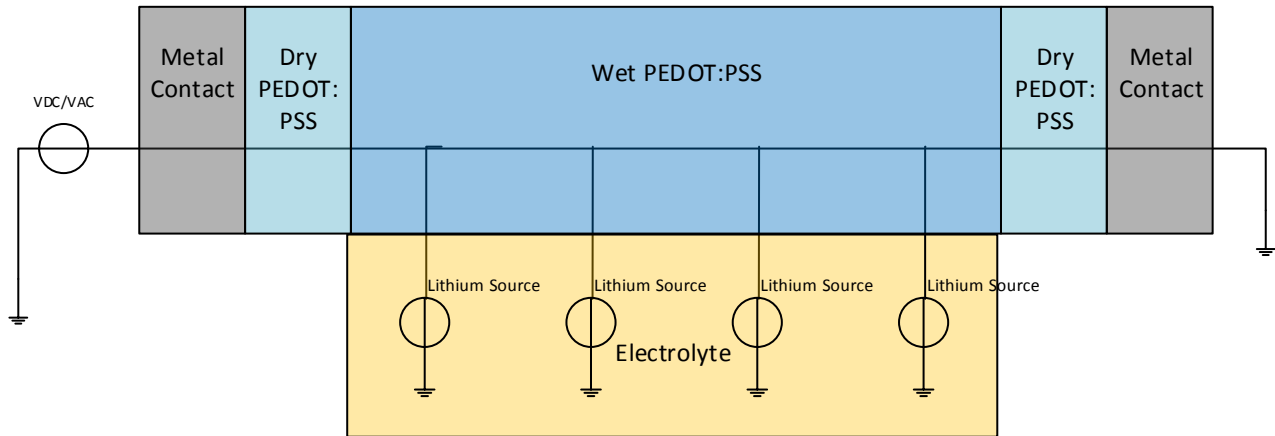 Metal
Contact
Dry
PEDOT:
PSS
Wet PEDOT:PSS
Dry
PEDOT:
PSS
Metal
Contact
VDC/VAC
Lithium Source
Lithium Source
Lithium Source
Lithium Source
Electrolyte